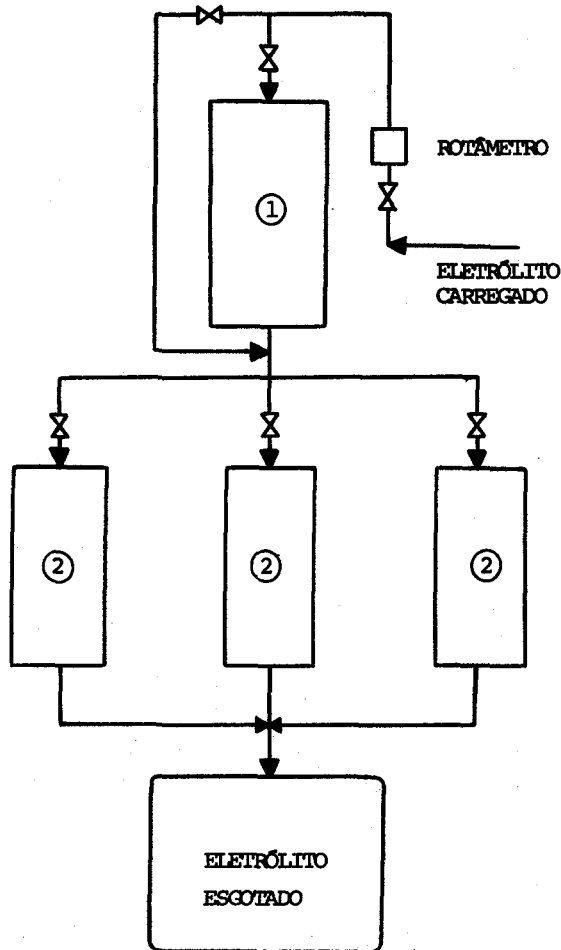 ROTÂMETRO
①
ELETRÓLITO
CARREGADO
②
②
②
ELETRÓLITO
ESGOTADO